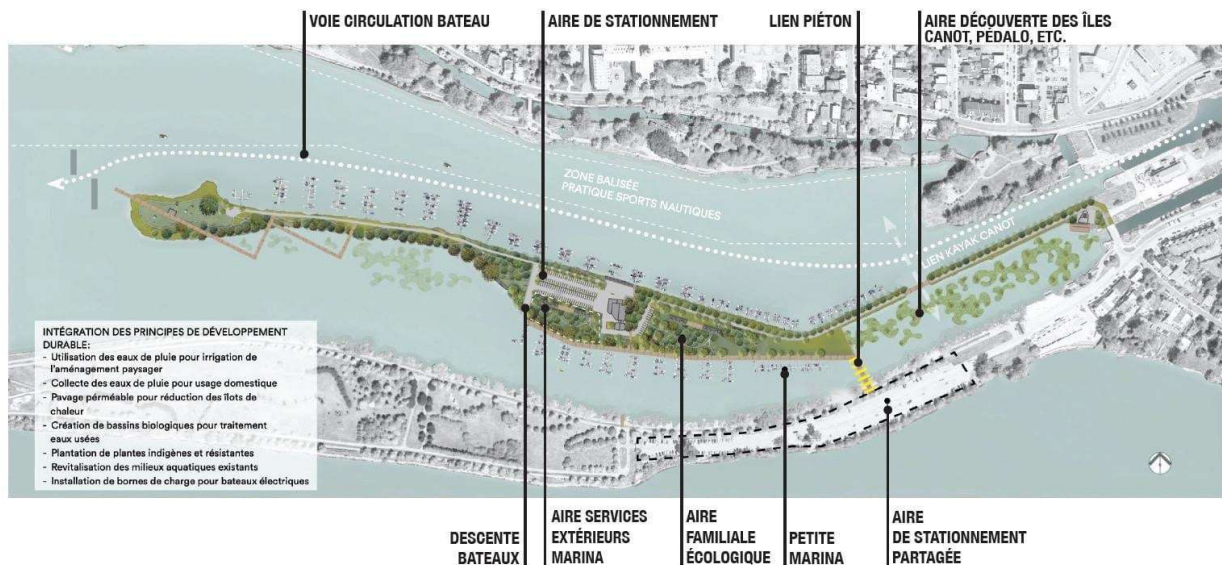 VOIE CIRCULATION BATEAU
AIRE DE STATIONNEMENT
LIEN PIÉTON
AIRE DÉCOUVERTE DES ÎLES
CANOT, PÉDALO, ETC.
ZONE BALISÉE
PRATIQUE SPORTS NAUTIQUES
LIEN KAYAK CANOT
INTÉGRATION DES PRINCIPES DE DÉVELOPPEMENT
DURABLE:
- Utilisation des eaux de pluie pour irrigation de
l'aménagement paysager
- Collecte des eaux de pluie pour usage domestique
- Pavage pérméable pour réduction des îlots de
chaleur
- Création de bassins biologiques pour traitement
eaux usées
- Plantation de plantes indigènes et résistantes
- Revitalisation des milieux aquatiques existants
- Installation de bornes de charge pour bateaux électriques
DESCENTE
BATEAUX
AIRE SERVICES
EXTÉRIEURS
MARINA
AIRE
FAMILIALE
ÉCOLOGIQUE
PETITE
MARINA
AIRE
DE STATIONNEMENT
PARTAGÉE